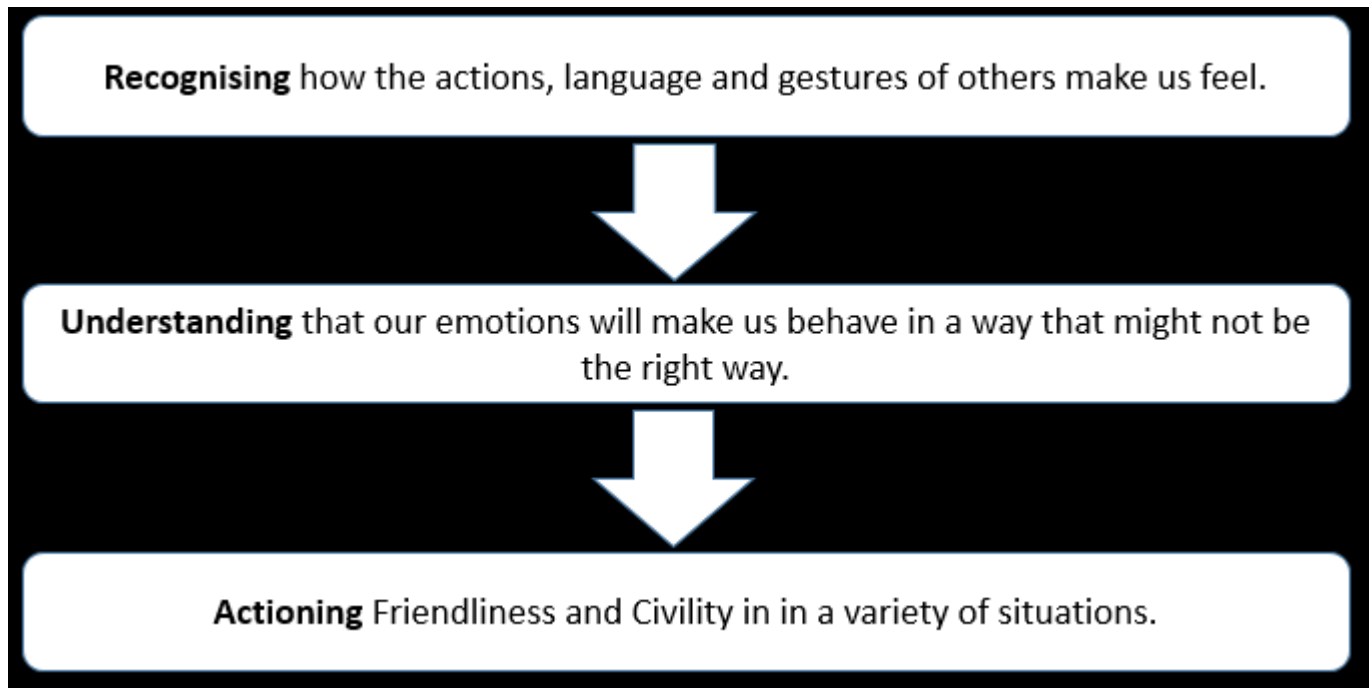 Recognising how the actions, language and gestures of others make us feel.
Understanding that our emotions will make us behave in a way that might not be
the right way.
Actioning Friendliness and Civility in in a variety of situations.